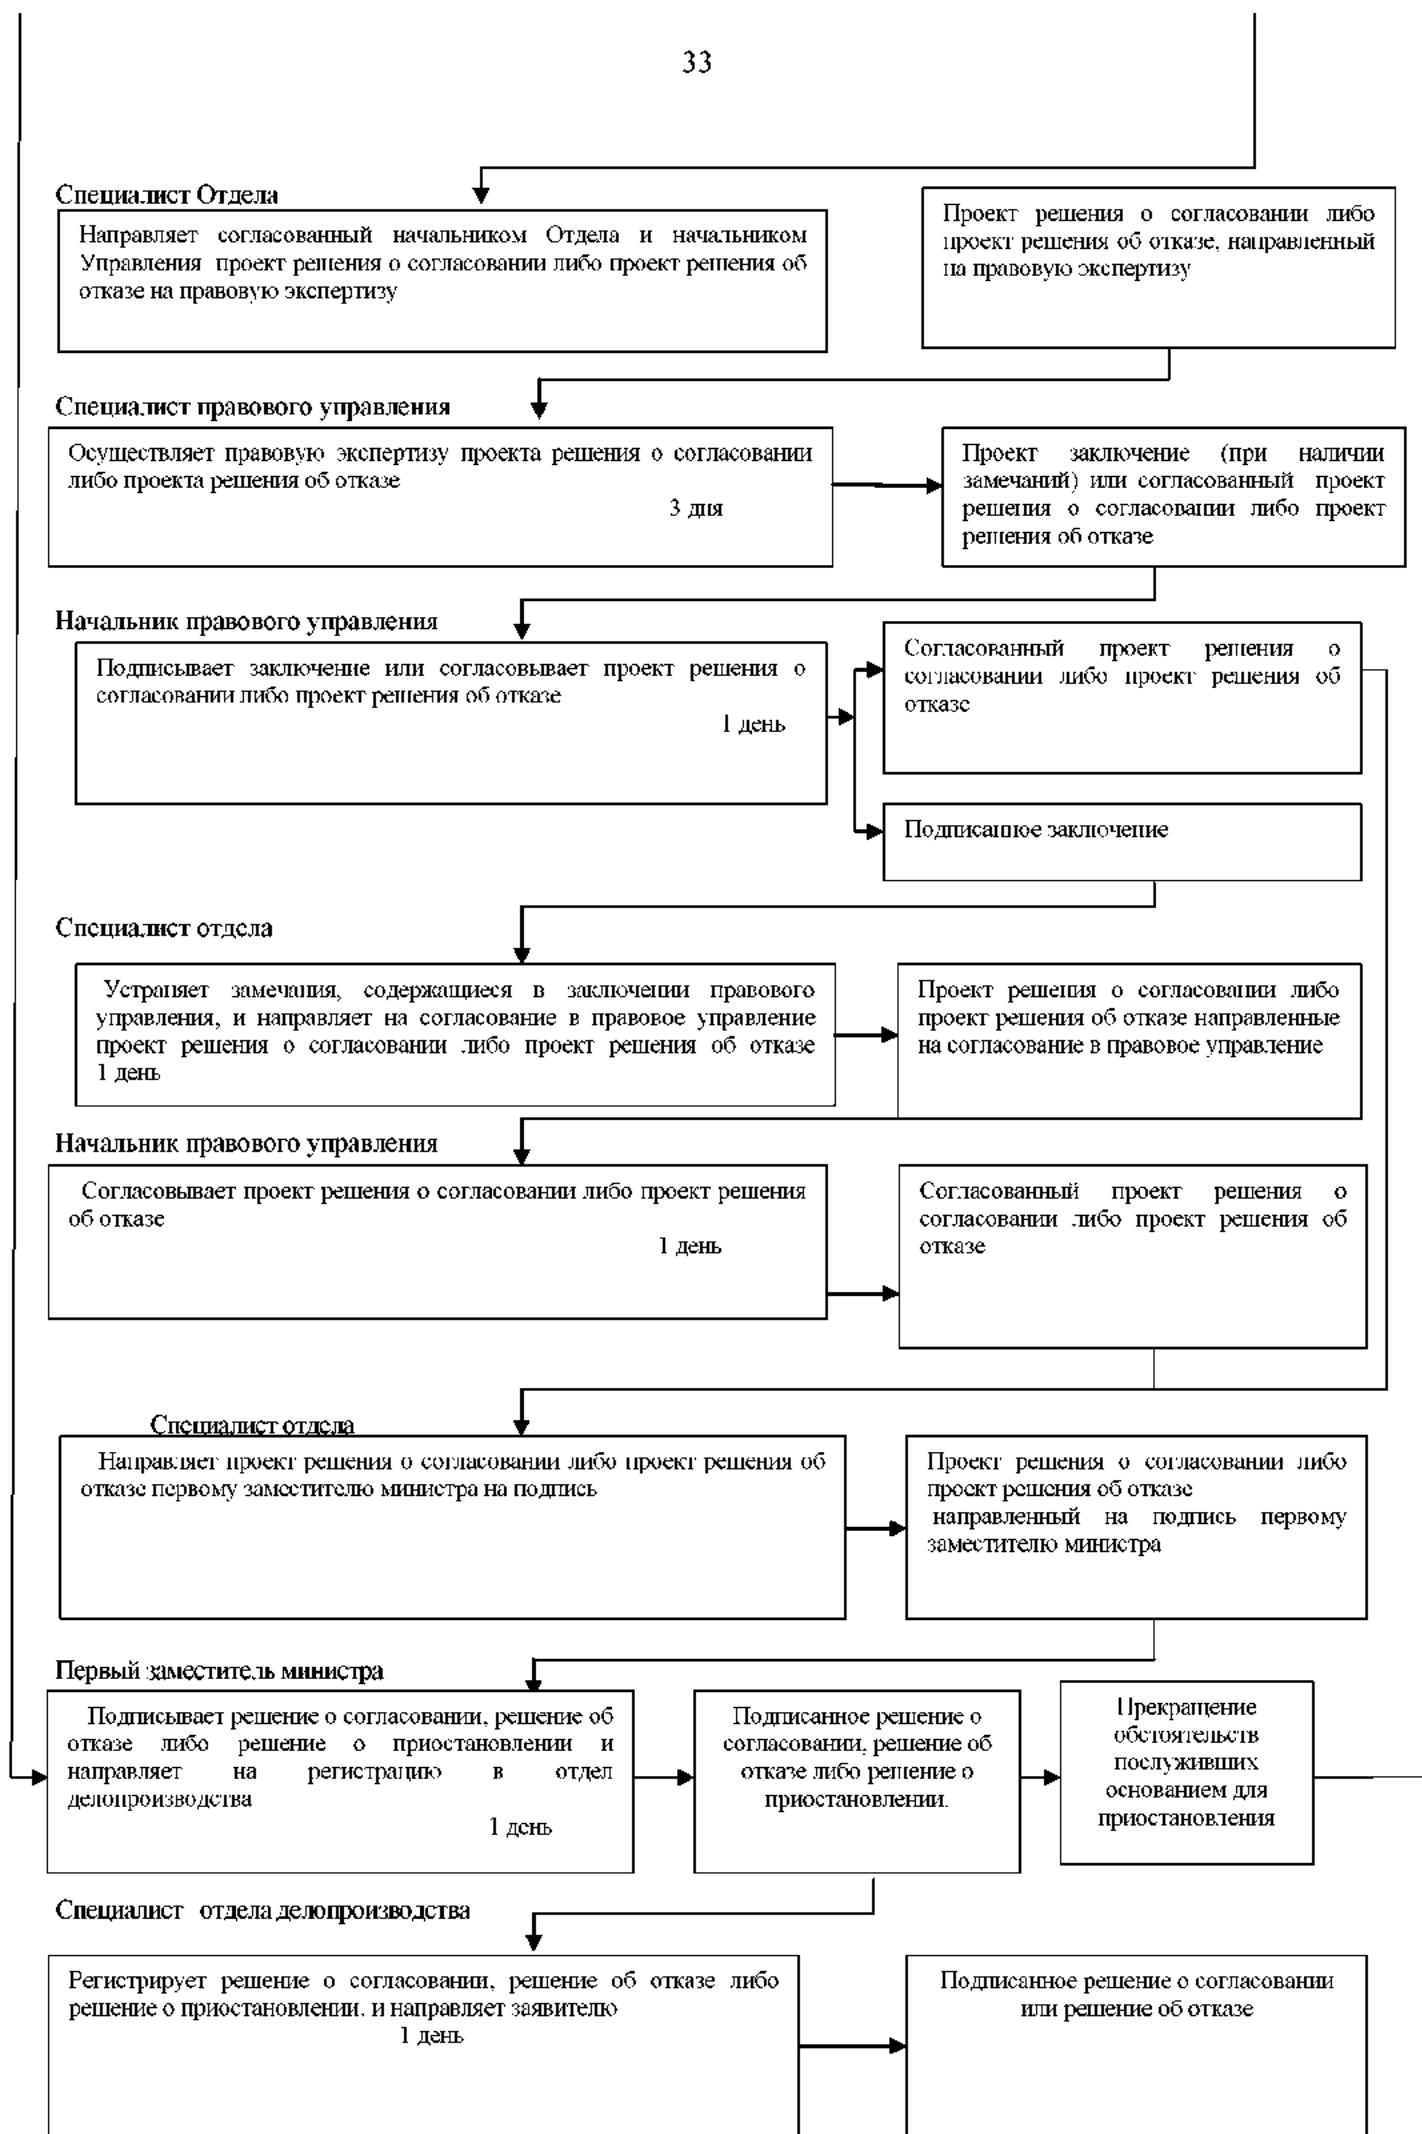 33
Специалист Отдела
Направляет согласованный начальником Отдела и начальником
Управления проект решения о согласовании либо проект решения об
отказе на правовую экспертизу
Проект решения о согласовании либо
проект решения об отказе, направленный
на правовую экспертизу
Специалист правового управления
Осуществляет правовую экспертизу проекта решения о согласовании
либо проекта решения об отказе
3 дня
Проект заключение (при наличии
замечаний) или согласованный проект
решения о согласовании либо проект
решения об отказе
Начальник правового управления
Подписывает заключение или согласовывает проект решения о
согласовании либо проект решения об отказе
1 день
Согласованный проект решения о
согласовании либо проект решения об
отказе
Подписанное заключение
Специалист отдела
Устраняет замечания, содержащиеся в заключении правового
управления, и направляет на согласование в правовое управление
проект решения о согласовании либо проект решения об отказе
1 день
Проект решения о согласовании либо
проект решения об отказе направленные
на согласование в правовое управление
Начальник правового управления
Согласовывает проект решения о согласовании либо проект решения
об отказе
1 день
Согласованный проект решения о
согласовании либо проект решения об
отказе
Специалист отдела
Направляет проект решения о согласовании либо проект решения об
отказе первому заместителю министра на подпись
Проект решения о согласовании либо
проект решения об отказе
направленный на подпись первому
заместителю министра
Первый заместитель министра
Подписывает решение о согласовании, решение об
отказе либо решение о приостановлении и
направляет на регистрацию в отдел
делопроизводства
1 день
Подписанное решение о
согласовании, решение об
отказе либо решение о
приостановлении.
Прекращение
обстоятельств
послуживших
основанием для
приостановления
Специалист отдела делопроизводства
Регистрирует решение о согласовании, решение об отказе либо
решение о приостановлении, и направляет заявителю
1 день
Подписанное решение о согласовании
или решение об отказе